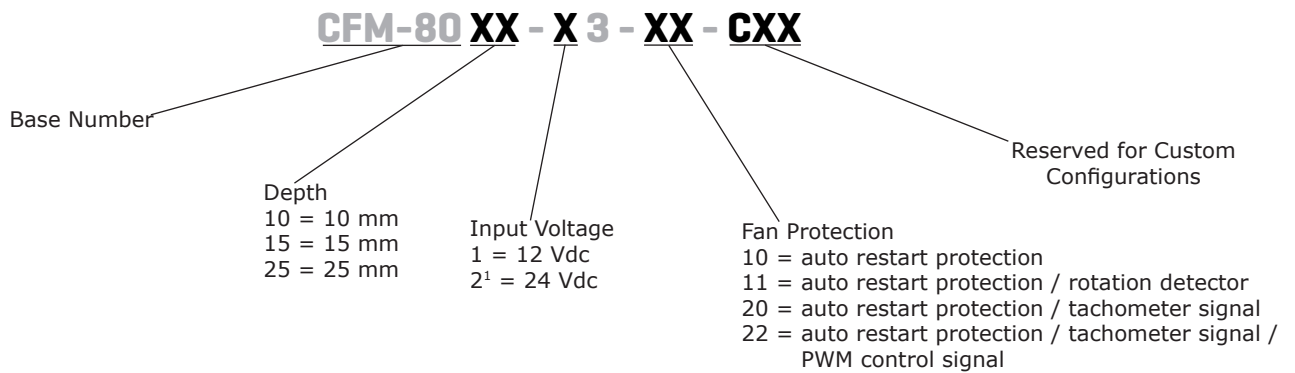 CFM-80 XX - X 3 - XX - CXX
Base Number
Depth
10 = 10 mm
15 = 15 mm
25 = 25 mm
Input Voltage
1 = 12 Vdc
2¹ = 24 Vdc
Fan Protection
10 = auto restart protection
11 = auto restart protection / rotation detector
20 = auto restart protection / tachometer signal
22 = auto restart protection / tachometer signal /
PWM control signal
Reserved for Custom
Configurations